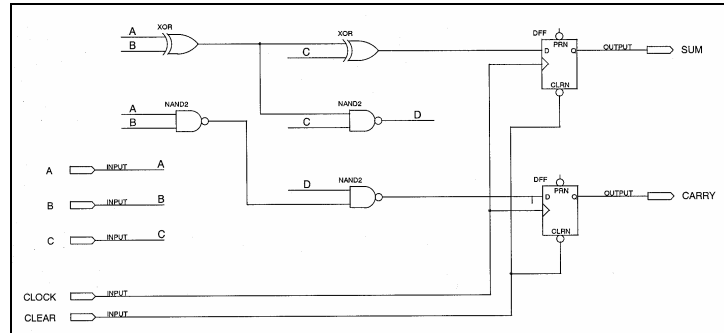 XOR
A
B
XOR
C
DFF
PRN
D
Q
OUTPUT
SUM
CLRN
NAND2
A
B
NAND2
C
D
A
INPUT
A
NAND2
D
DFF
PRN
D
Q
OUTPUT
CARRY
CLRN
B
INPUT
B
C
INPUT
C
CLOCK
INPUT
CLEAR
INPUT